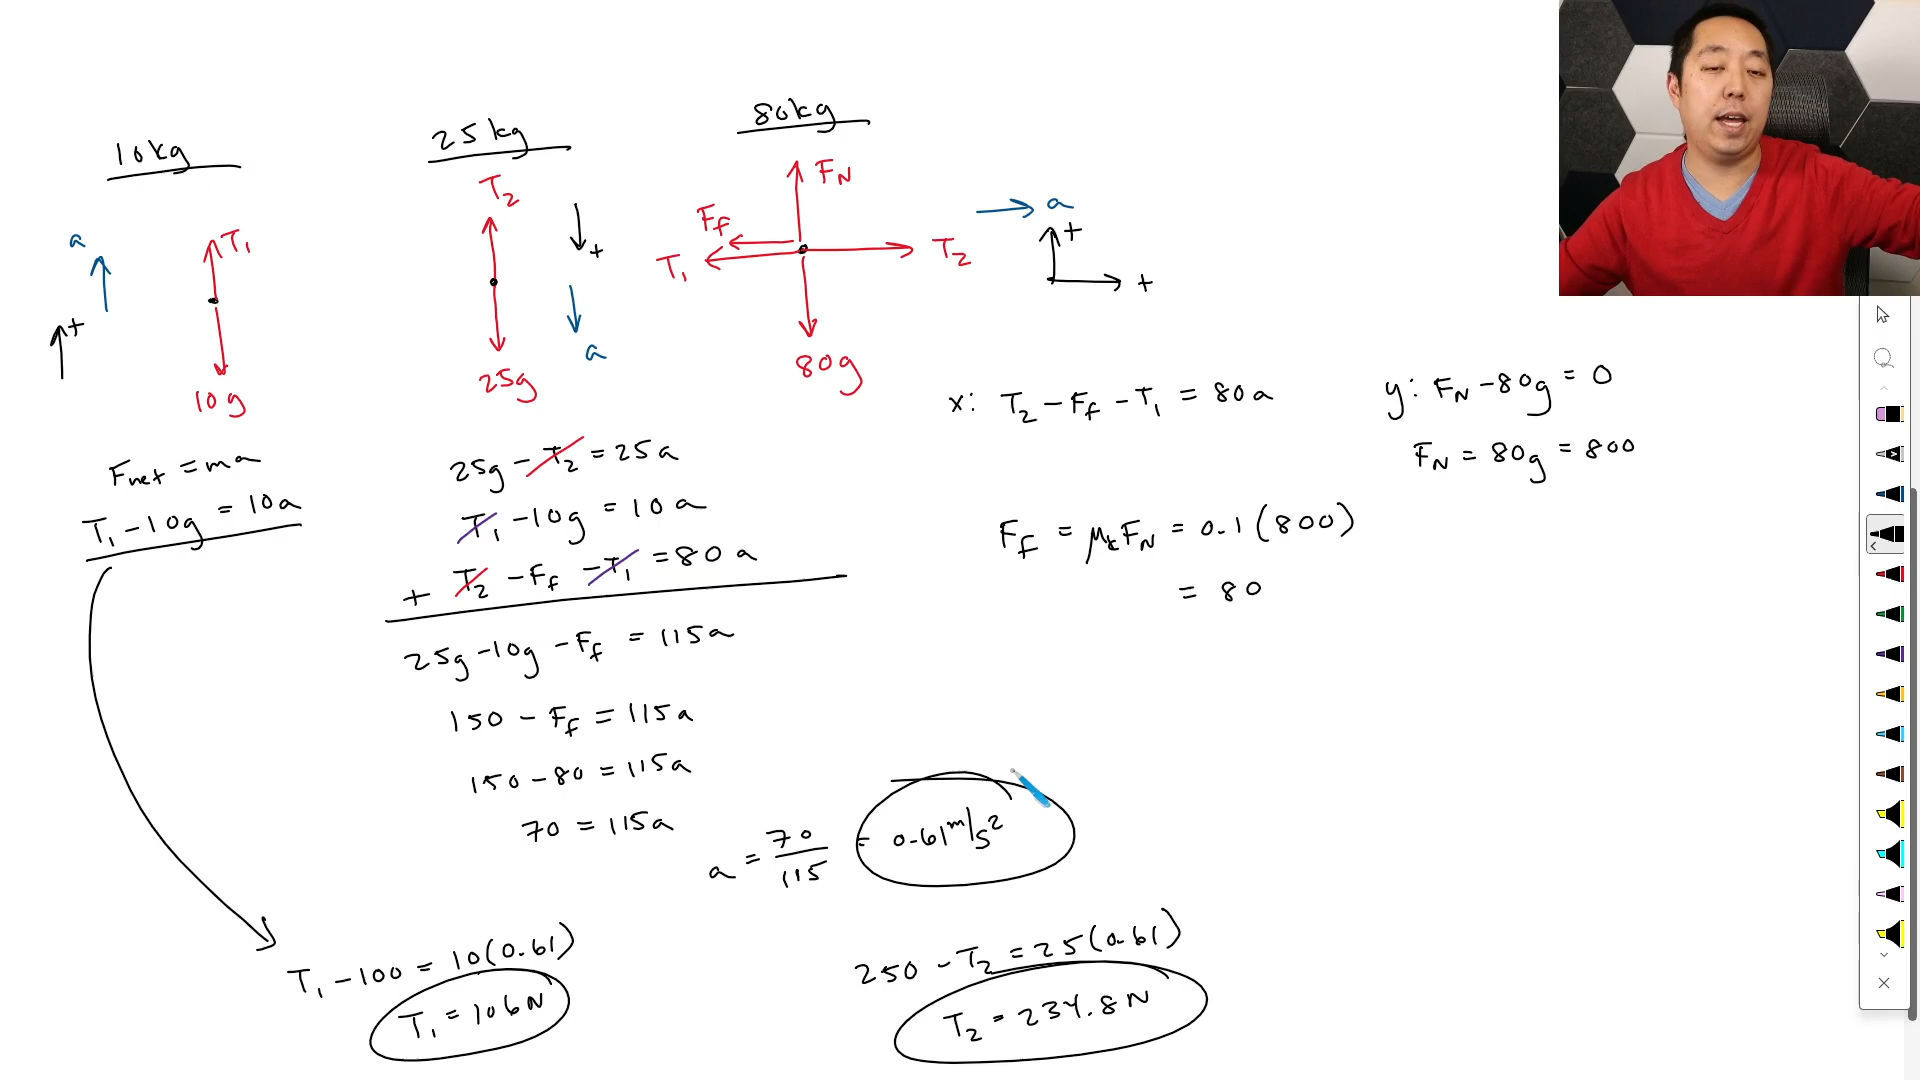 10kg
a
T₁
+
10g
Fnet = ma
T₁ - 10g = 10a
25kg
T₂
+
a
25g
25g - T₂ = 25a
T₁ - 10g = 10a
+ T₂ - Ff - T₁ = 80a
25g - 10g - Ff = 115a
150 - Ff = 115a
150 - 80 = 115a
70 = 115a
a = 70/115 = 0.61 m/s²
80kg
FN
Ff
T₁
T₂
80g
a
+
+
x: T₂ - Ff - T₁ = 80a
y: FN - 80g = 0
FN = 80g = 800
Ff = μkFN = 0.1(800)
= 80
T₁ - 100 = 10(0.61)
T₁ = 106N
250 - T₂ = 25(0.61)
T₂ = 234.8N